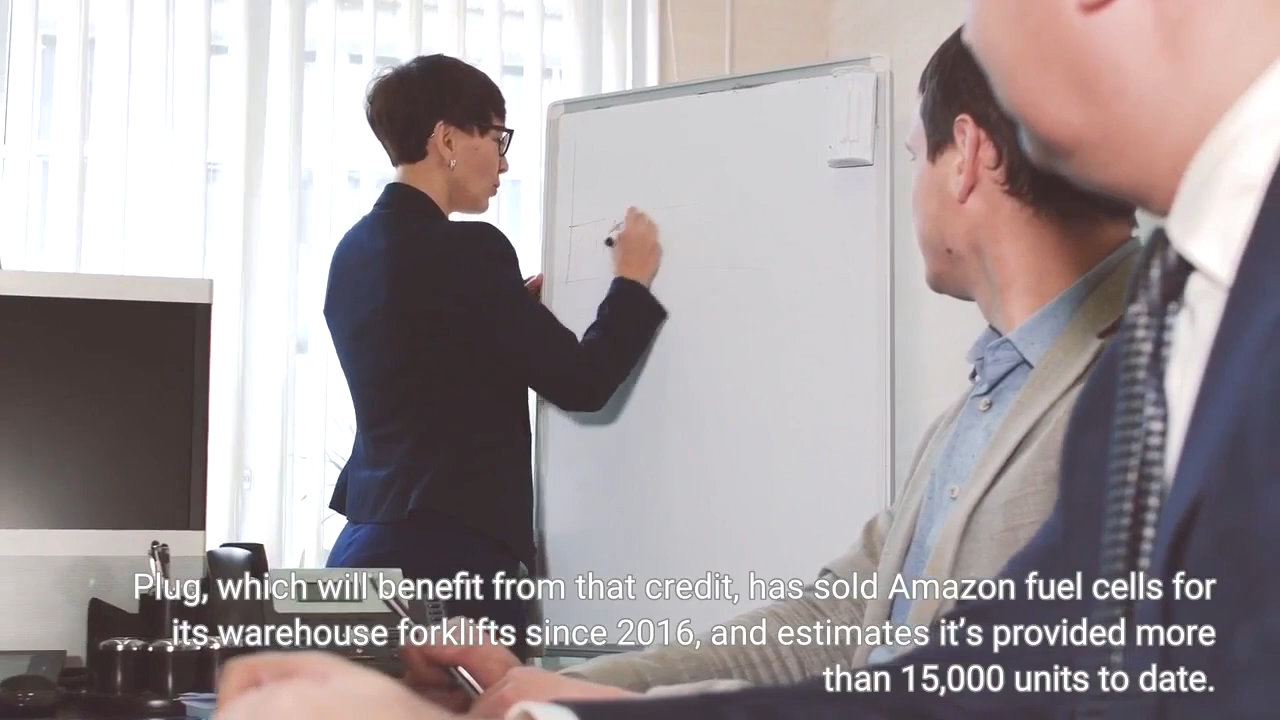 Plug, which will benefit from that credit, has sold Amazon fuel cells for
its warehouse forklifts since 2016, and estimates it’s provided more
than 15,000 units to date.